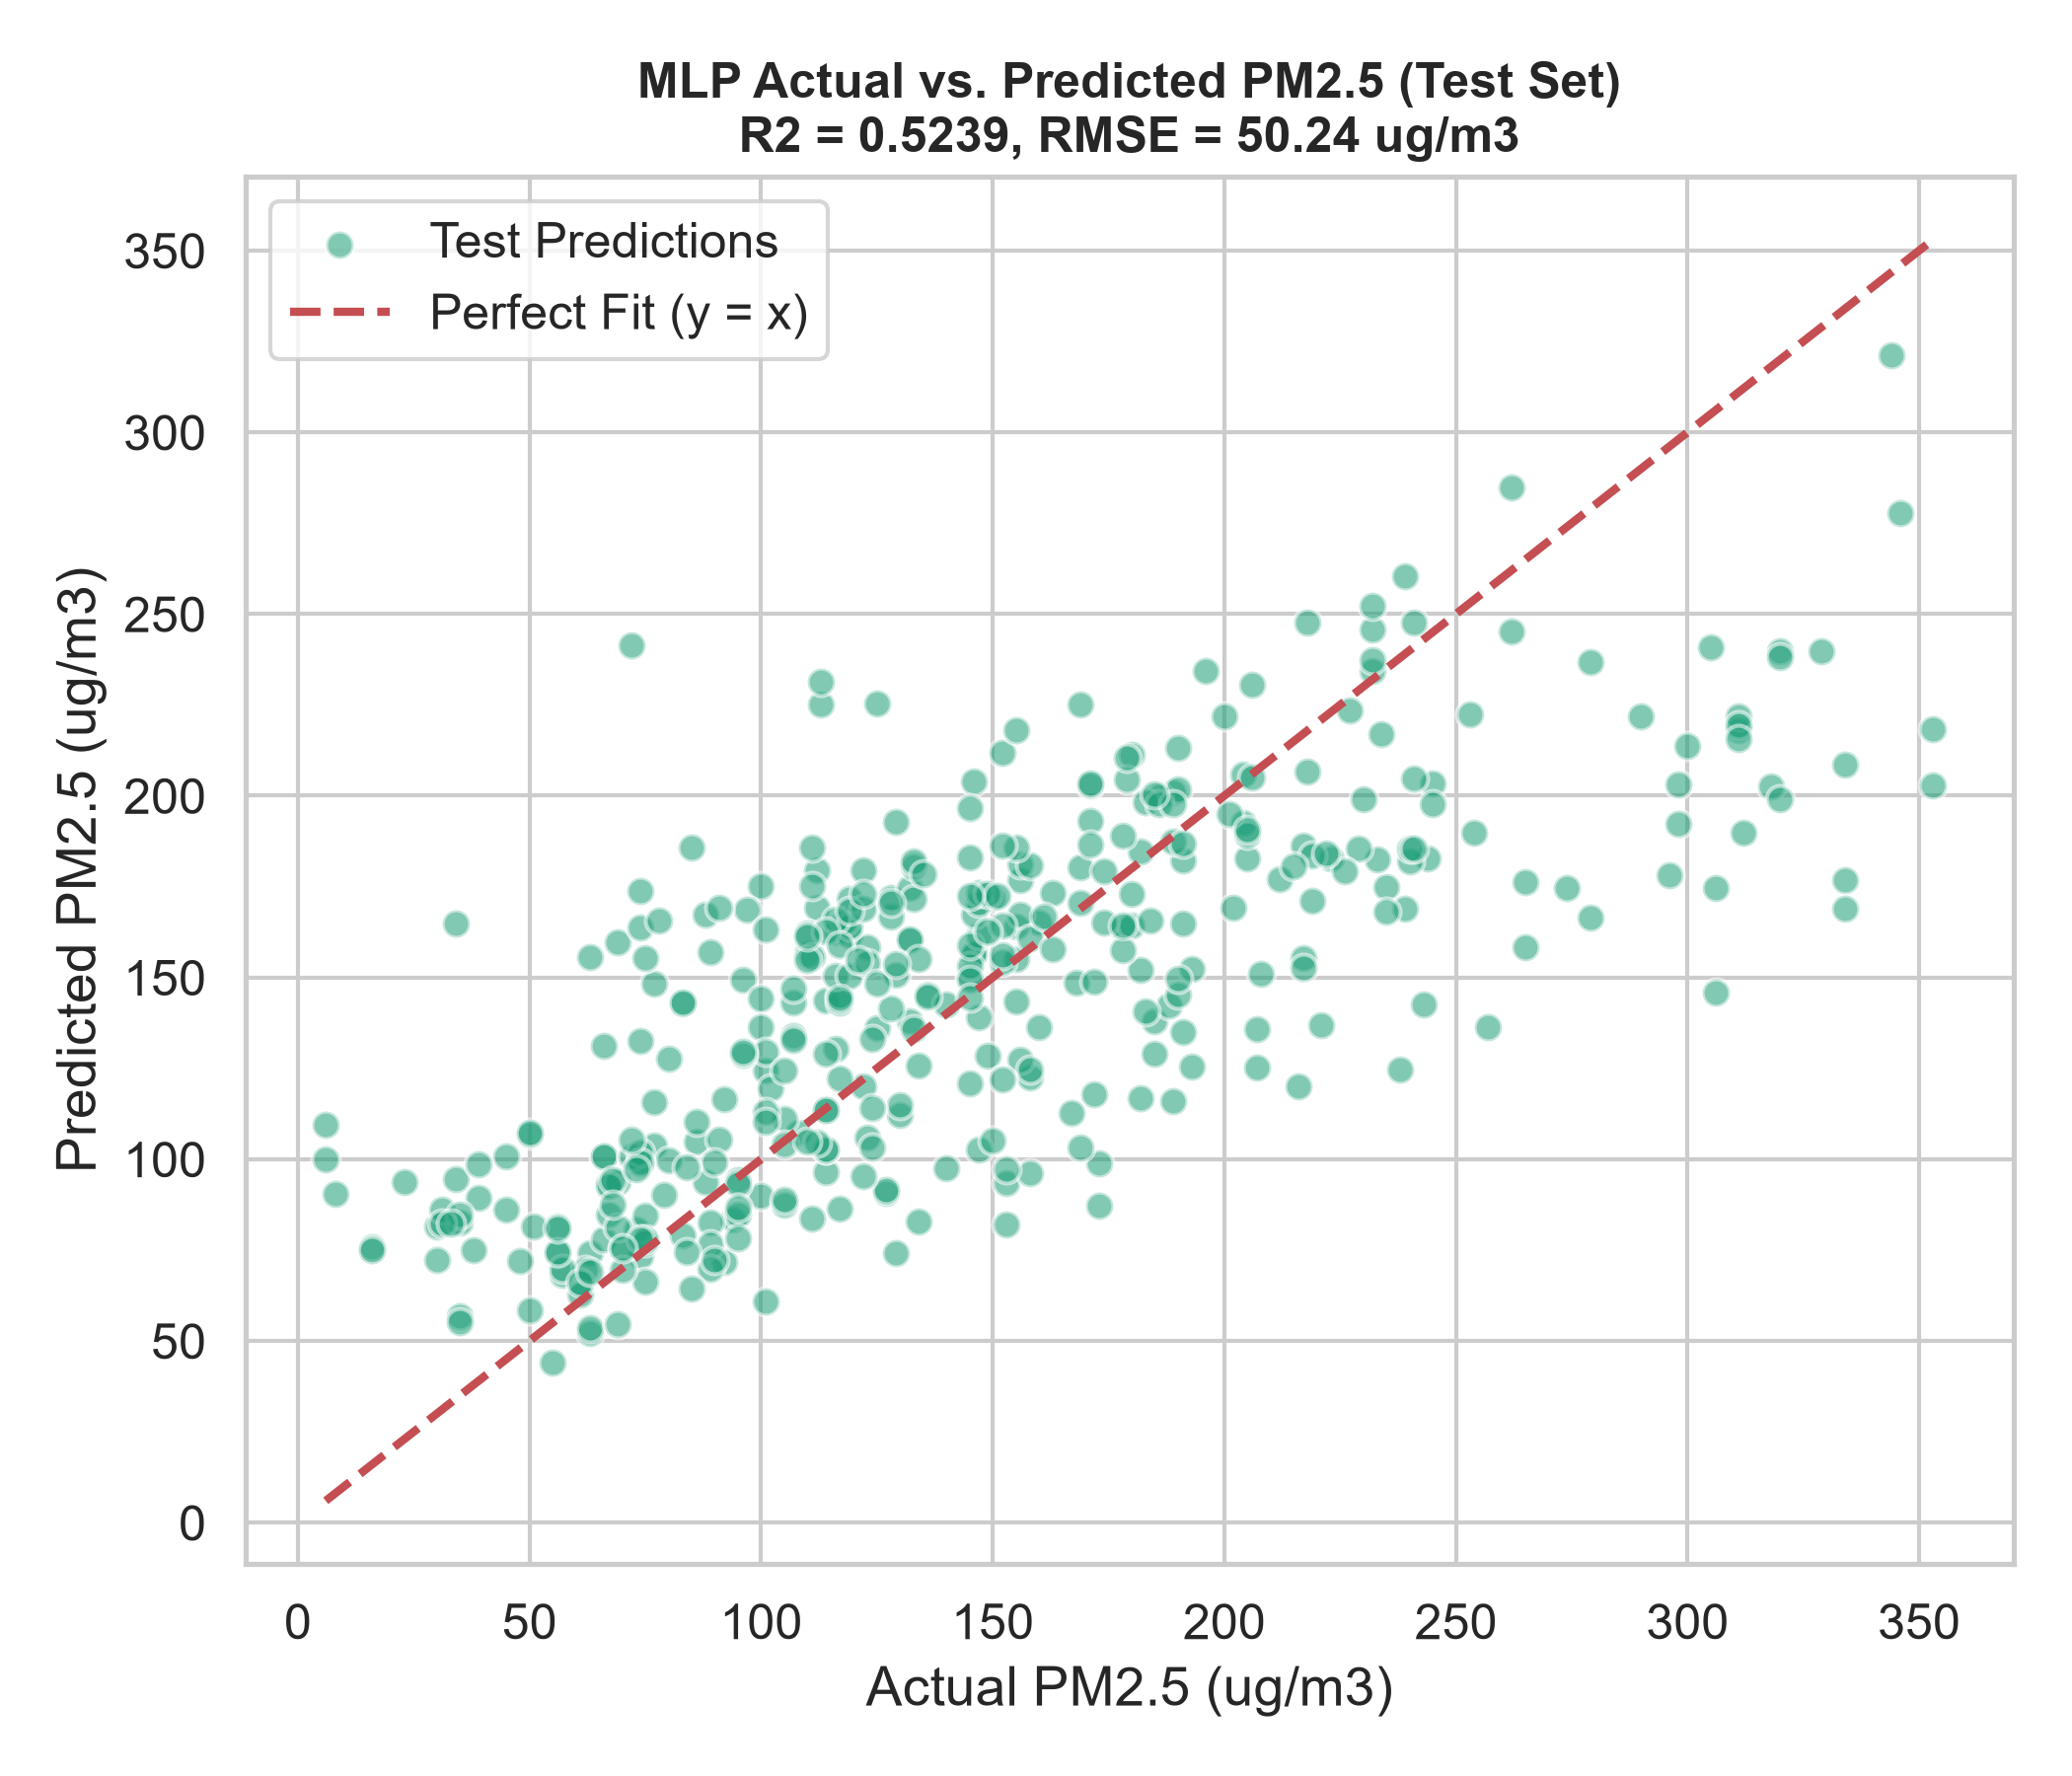 MLP Actual vs. Predicted PM2.5 (Test Set)
R2 = 0.5239, RMSE = 50.24 ug/m3
Test Predictions
Perfect Fit (y = x)
Predicted PM2.5 (ug/m3)
350
300
250
200
150
100
50
0
0 50 100 150 200 250 300 350
Actual PM2.5 (ug/m3)